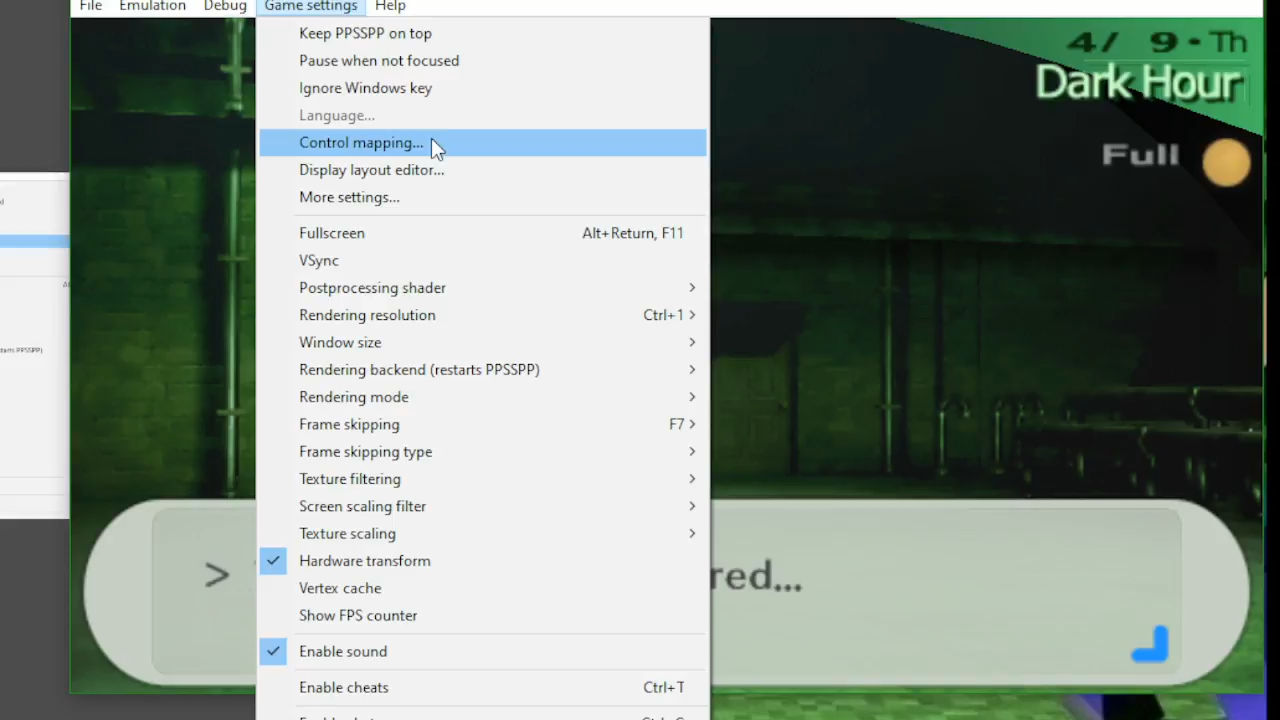 File Emulation Debug Game settings Help
Keep PPSSPP on top
Pause when not focused
Ignore Windows key
Language...
Control mapping...
Display layout editor...
More settings...
Fullscreen Alt+Return, F11
VSync
Postprocessing shader
Rendering resolution Ctrl+1
Window size
Rendering backend (restarts PPSSPP)
Rendering mode
Frame skipping F7
Frame skipping type
Texture filtering
Screen scaling filter
Texture scaling
Hardware transform
Vertex cache
Show FPS counter
Enable sound
Enable cheats Ctrl+T
4/ 9・Th
Dark Hour
Full
> red...
PPSSPP)